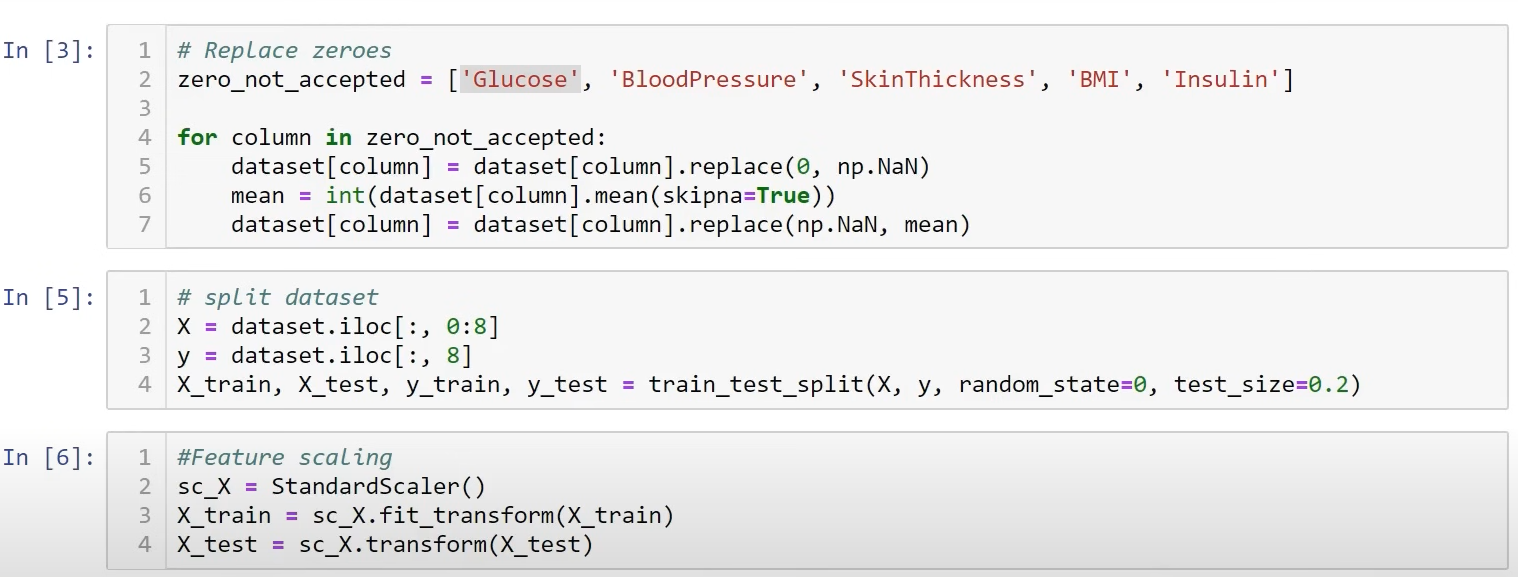 In [3]:
1 # Replace zeroes
2 zero_not_accepted = ['Glucose', 'BloodPressure', 'SkinThickness', 'BMI', 'Insulin']
3
4 for column in zero_not_accepted:
5     dataset[column] = dataset[column].replace(0, np.NaN)
6     mean = int(dataset[column].mean(skipna=True))
7     dataset[column] = dataset[column].replace(np.NaN, mean)
In [5]:
1 # split dataset
2 X = dataset.iloc[:, 0:8]
3 y = dataset.iloc[:, 8]
4 X_train, X_test, y_train, y_test = train_test_split(X, y, random_state=0, test_size=0.2)
In [6]:
1 #Feature scaling
2 sc_X = StandardScaler()
3 X_train = sc_X.fit_transform(X_train)
4 X_test = sc_X.transform(X_test)